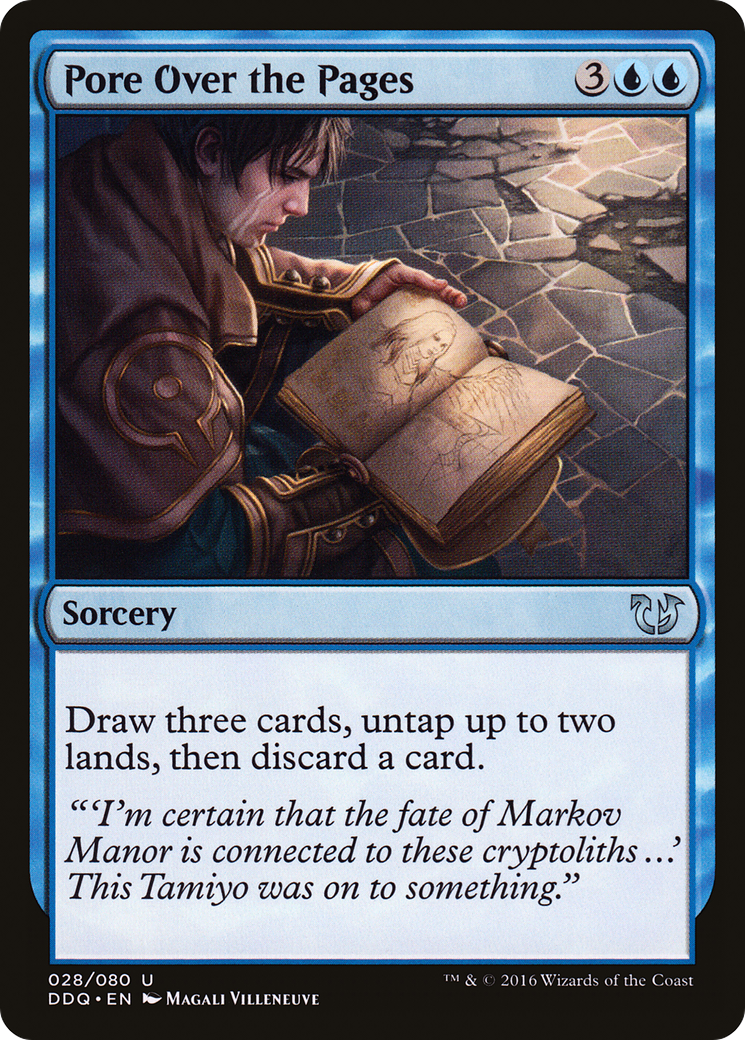 Pore Over the Pages 3
Sorcery
Draw three cards, untap up to two
lands, then discard a card.
“‘I’m certain that the fate of Markov
Manor is connected to these cryptoliths…’
This Tamiyo was on to something.”
028/080 U
DDQ • EN Magali Villeneuve
™ & © 2016 Wizards of the Coast